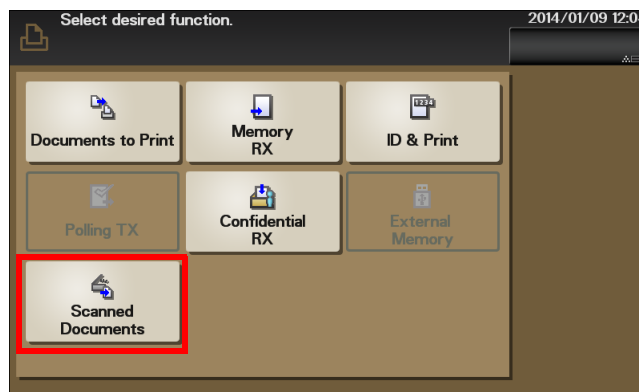 Select desired function.
2014/01/09 12:0
Documents to Print
Memory
RX
1234
ID & Print
Polling TX
Confidential
RX
External
Memory
Scanned
Documents